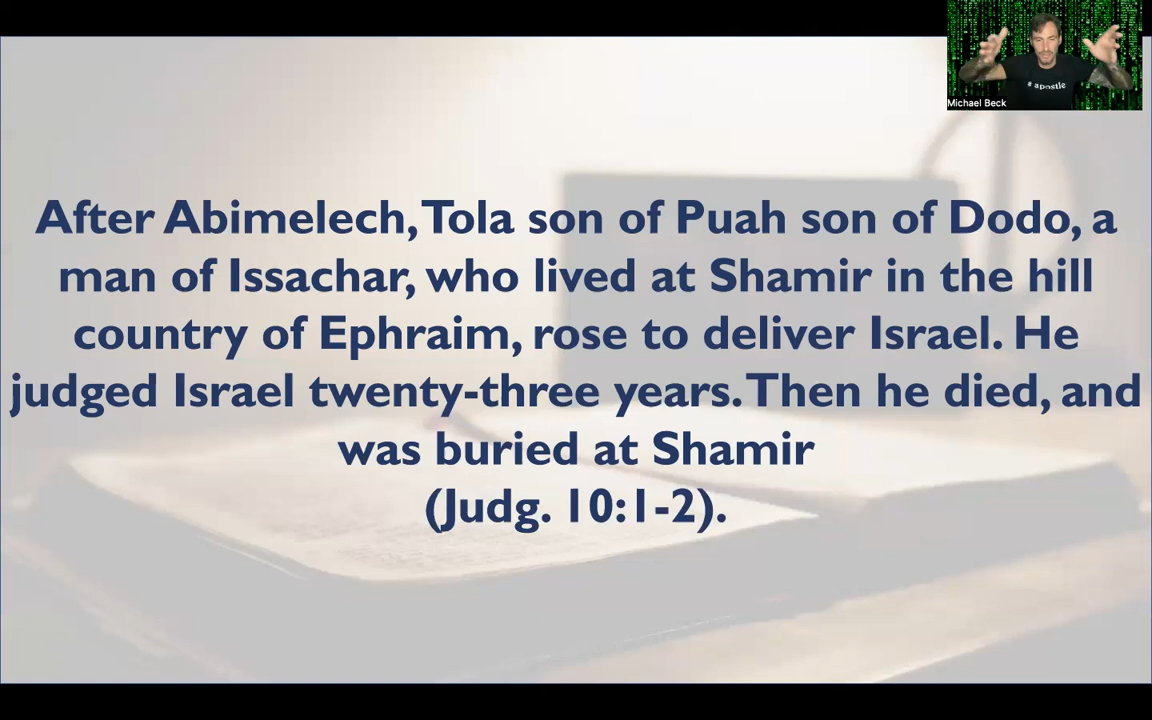 Michael Beck
# apostle
After Abimelech, Tola son of Puah son of Dodo, a
man of Issachar, who lived at Shamir in the hill
country of Ephraim, rose to deliver Israel. He
judged Israel twenty-three years. Then he died, and
was buried at Shamir
(Judg. 10:1-2).